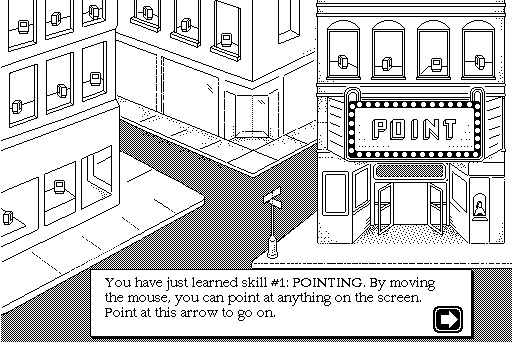 POINT
You have just learned skill #1: POINTING. By moving
the mouse, you can point at anything on the screen.
Point at this arrow to go on.